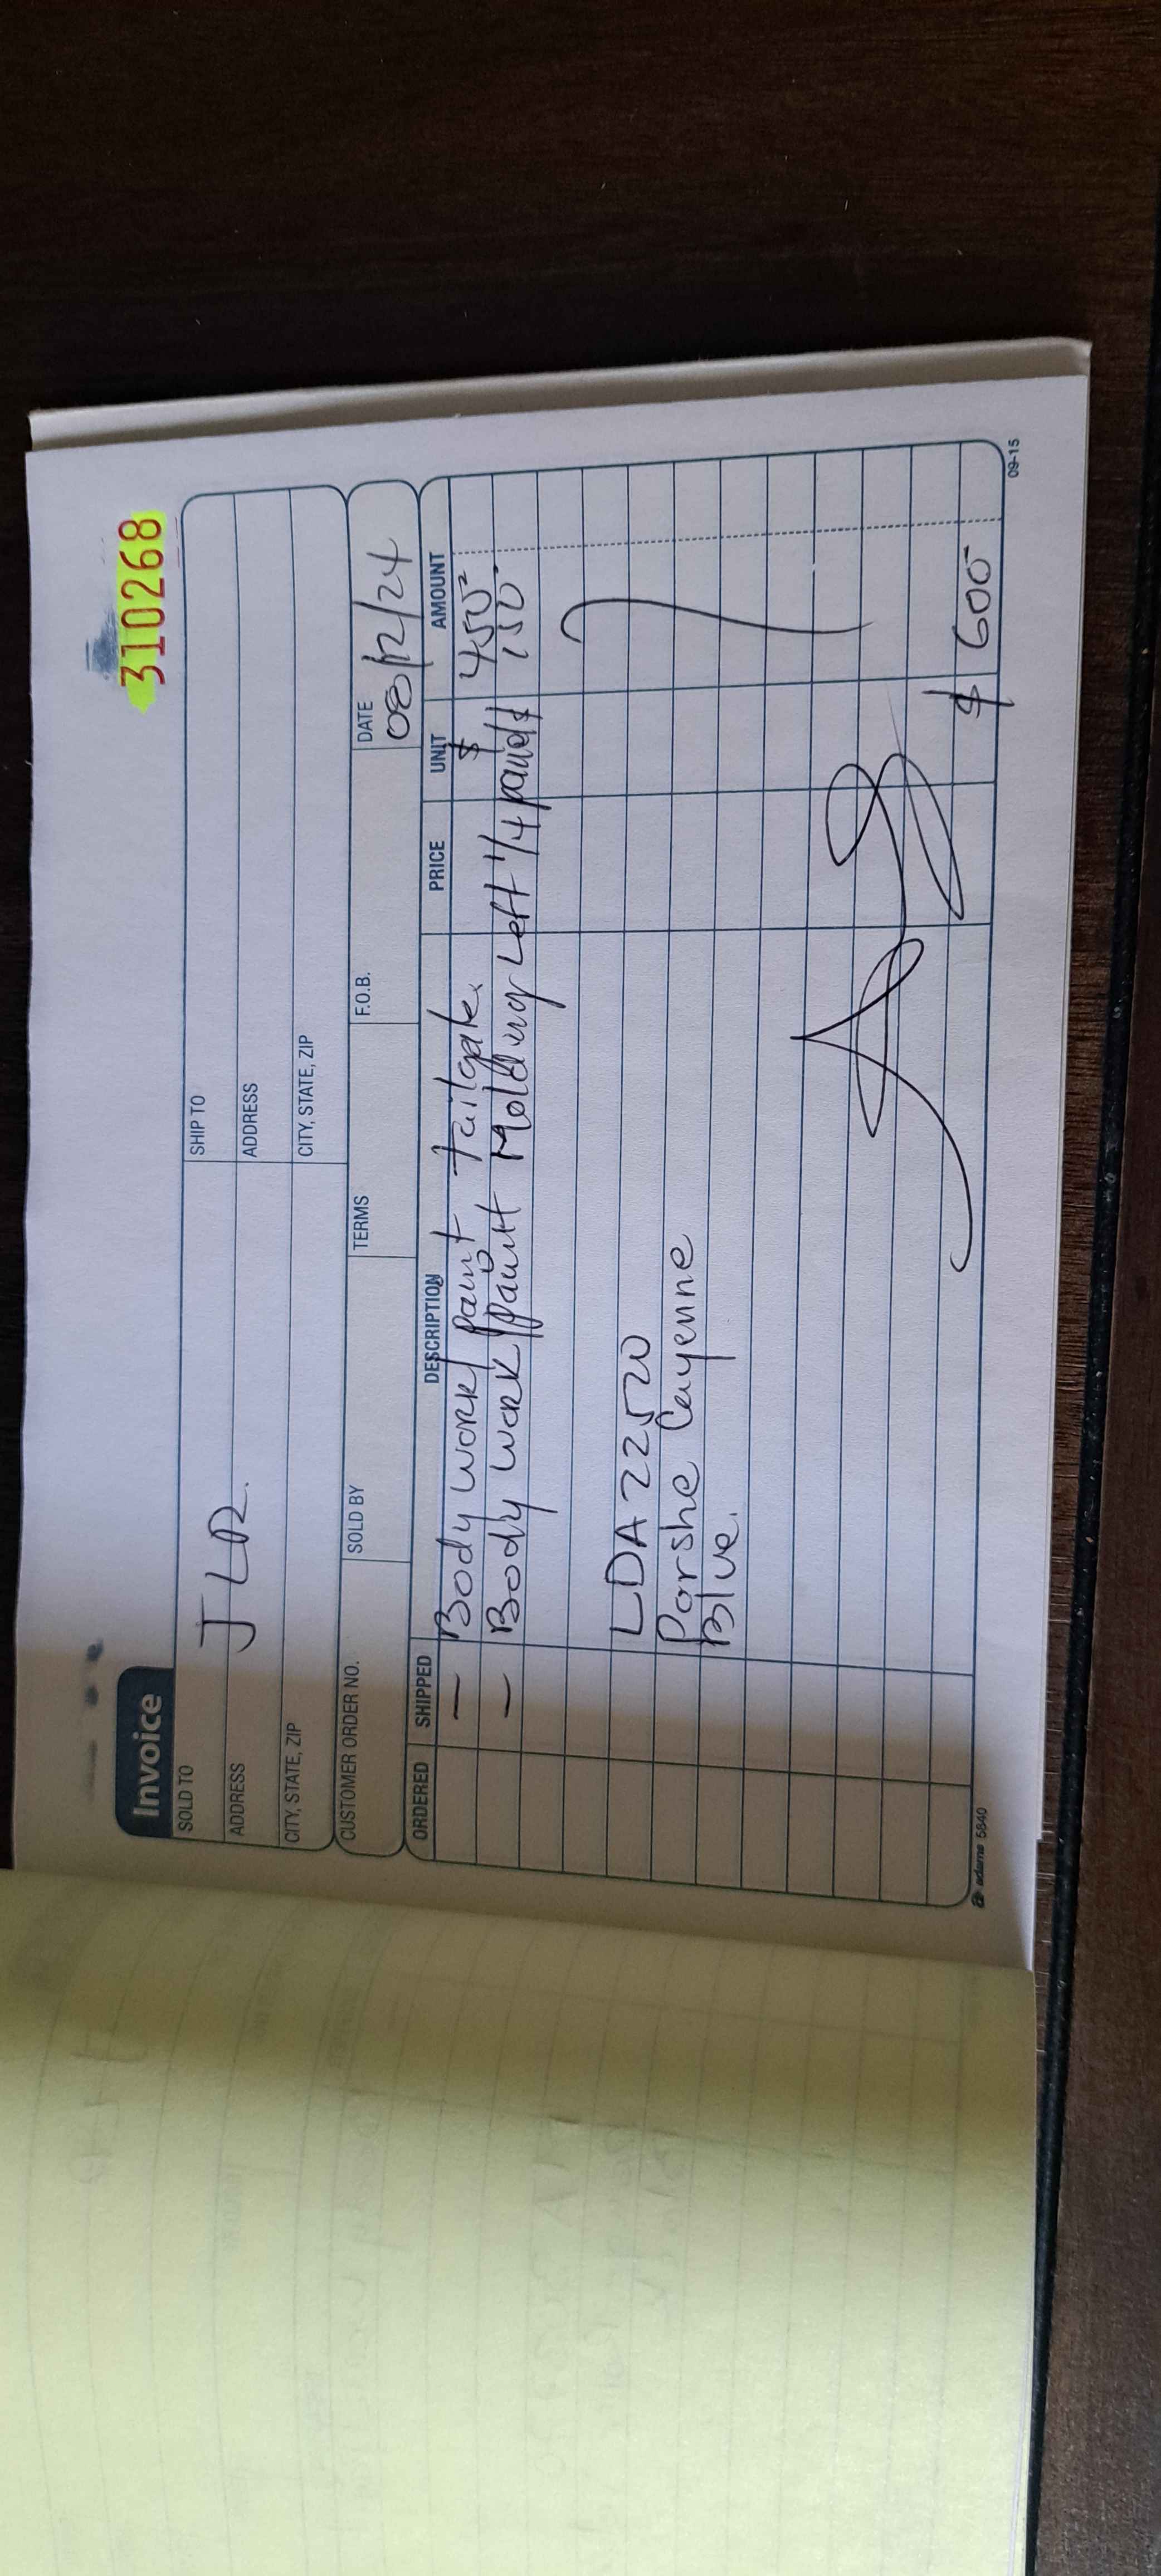 310268
Invoice
SOLD TO JLR.
SHIP TO
ADDRESS
ADDRESS
CITY, STATE, ZIP
CITY, STATE, ZIP
CUSTOMER ORDER NO. SOLD BY TERMS F.O.B. DATE
08/12/24
ORDERED SHIPPED DESCRIPTION PRICE UNIT AMOUNT
— Body work/paint tailgate. $ 450
— Body work/paint Molding Left 1/4 panel $ 150
LDA22520
Porshe Cayenne
Blue.
$ 600
adams 5840
09-15